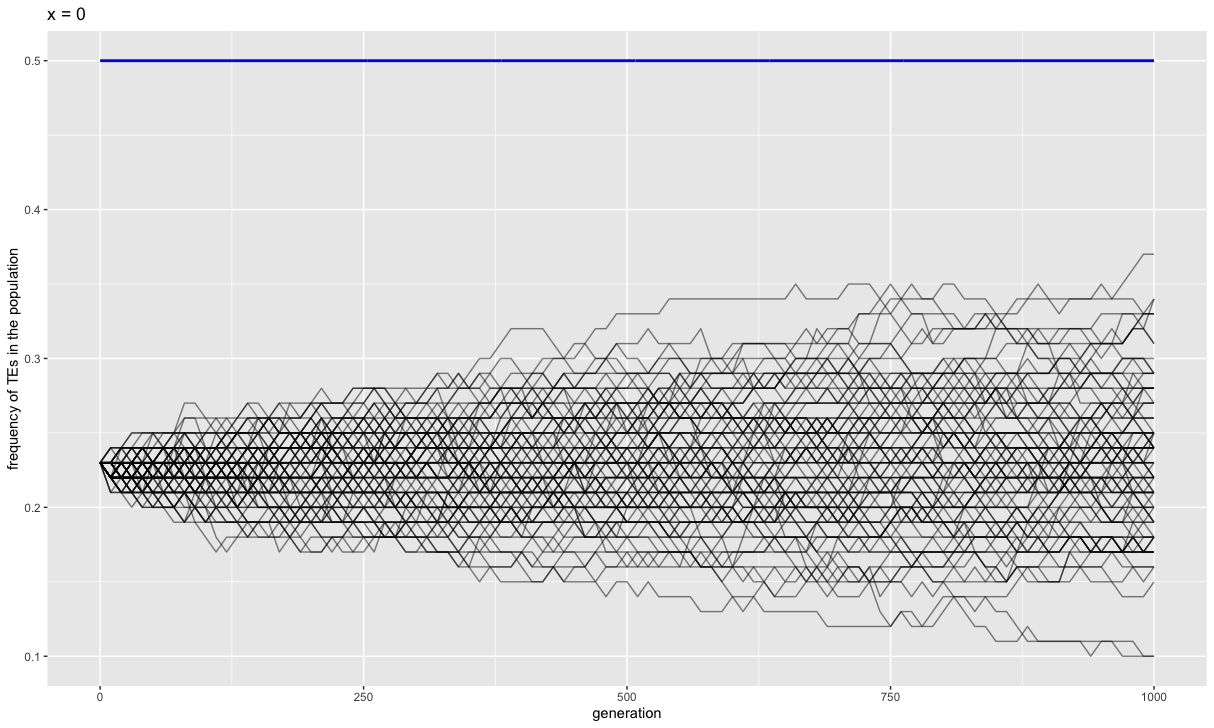 x = 0
0.5
0.4
0.3
0.2
0.1
frequency of TEs in the population
0 250 500 750 1000
generation